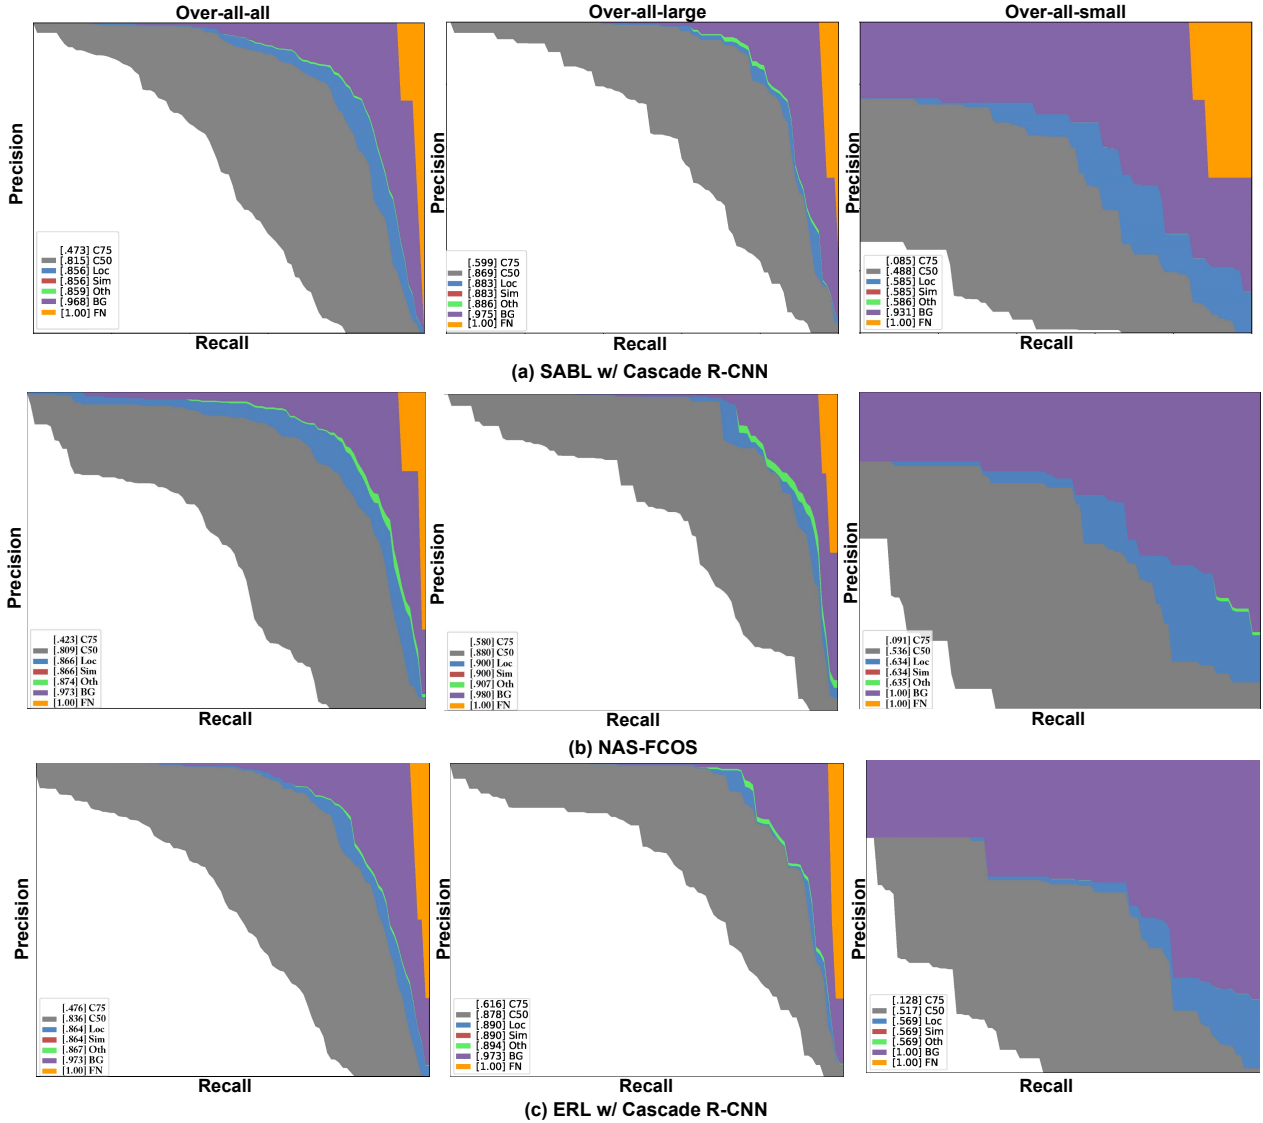 Over-all-all
Over-all-large
Over-all-small
Precision
[.473] C75
[.815] C50
[.856] Loc
[.856] Sim
[.859] Oth
[.968] BG
[1.00] FN
Recall
Precision
[.599] C75
[.869] C50
[.883] Loc
[.883] Sim
[.886] Oth
[.975] BG
[1.00] FN
Recall
Precision
[.085] C75
[.488] C50
[.585] Loc
[.585] Sim
[.586] Oth
[.931] BG
[1.00] FN
Recall
(a) SABL w/ Cascade R-CNN
Precision
[.423] C75
[.809] C50
[.866] Loc
[.866] Sim
[.874] Oth
[.973] BG
[1.00] FN
Recall
Precision
[.580] C75
[.880] C50
[.900] Loc
[.900] Sim
[.907] Oth
[.980] BG
[1.00] FN
Recall
Precision
[.091] C75
[.536] C50
[.634] Loc
[.634] Sim
[.635] Oth
[1.00] BG
[1.00] FN
Recall
(b) NAS-FCOS
Precision
[.476] C75
[.836] C50
[.864] Loc
[.864] Sim
[.867] Oth
[.973] BG
[1.00] FN
Recall
Precision
[.616] C75
[.878] C50
[.890] Loc
[.890] Sim
[.894] Oth
[.973] BG
[1.00] FN
Recall
Precision
[.128] C75
[.517] C50
[.569] Loc
[.569] Sim
[.569] Oth
[1.00] BG
[1.00] FN
Recall
(c) ERL w/ Cascade R-CNN